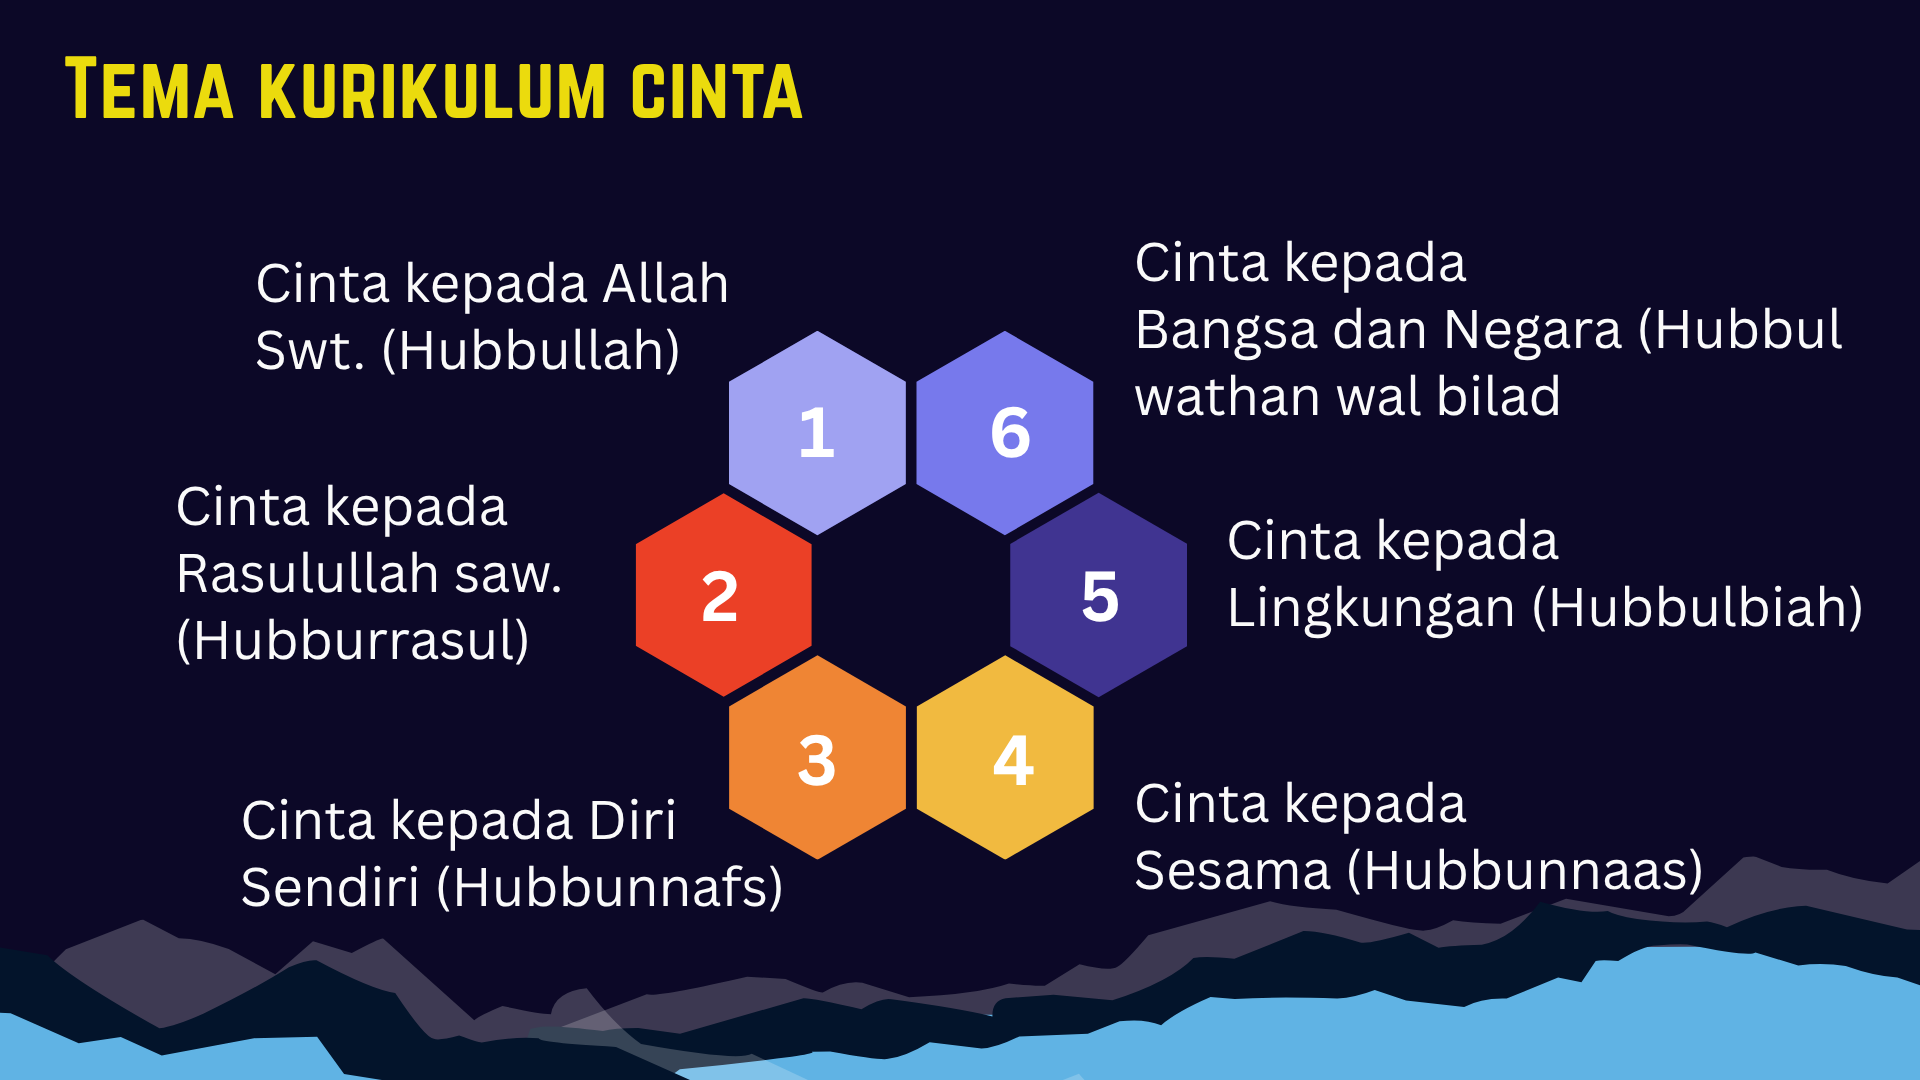 Tema kurikulum cinta
Cinta kepada Allah
Swt. (Hubbullah)
1
Cinta kepada
Rasulullah saw.
(Hubburrasul)
2
Cinta kepada Diri
Sendiri (Hubbunnafs)
3
4
Cinta kepada
Sesama (Hubbunnaas)
5
Cinta kepada
Lingkungan (Hubbulbiah)
6
Cinta kepada
Bangsa dan Negara (Hubbul
wathan wal bilad